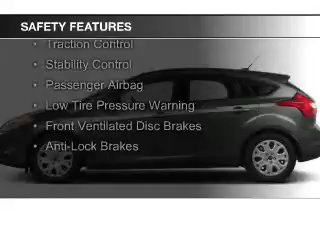 SAFETY FEATURES
• Traction Control
• Stability Control
• Passenger Airbag
• Low Tire Pressure Warning
• Front Ventilated Disc Brakes
• Anti-Lock Brakes